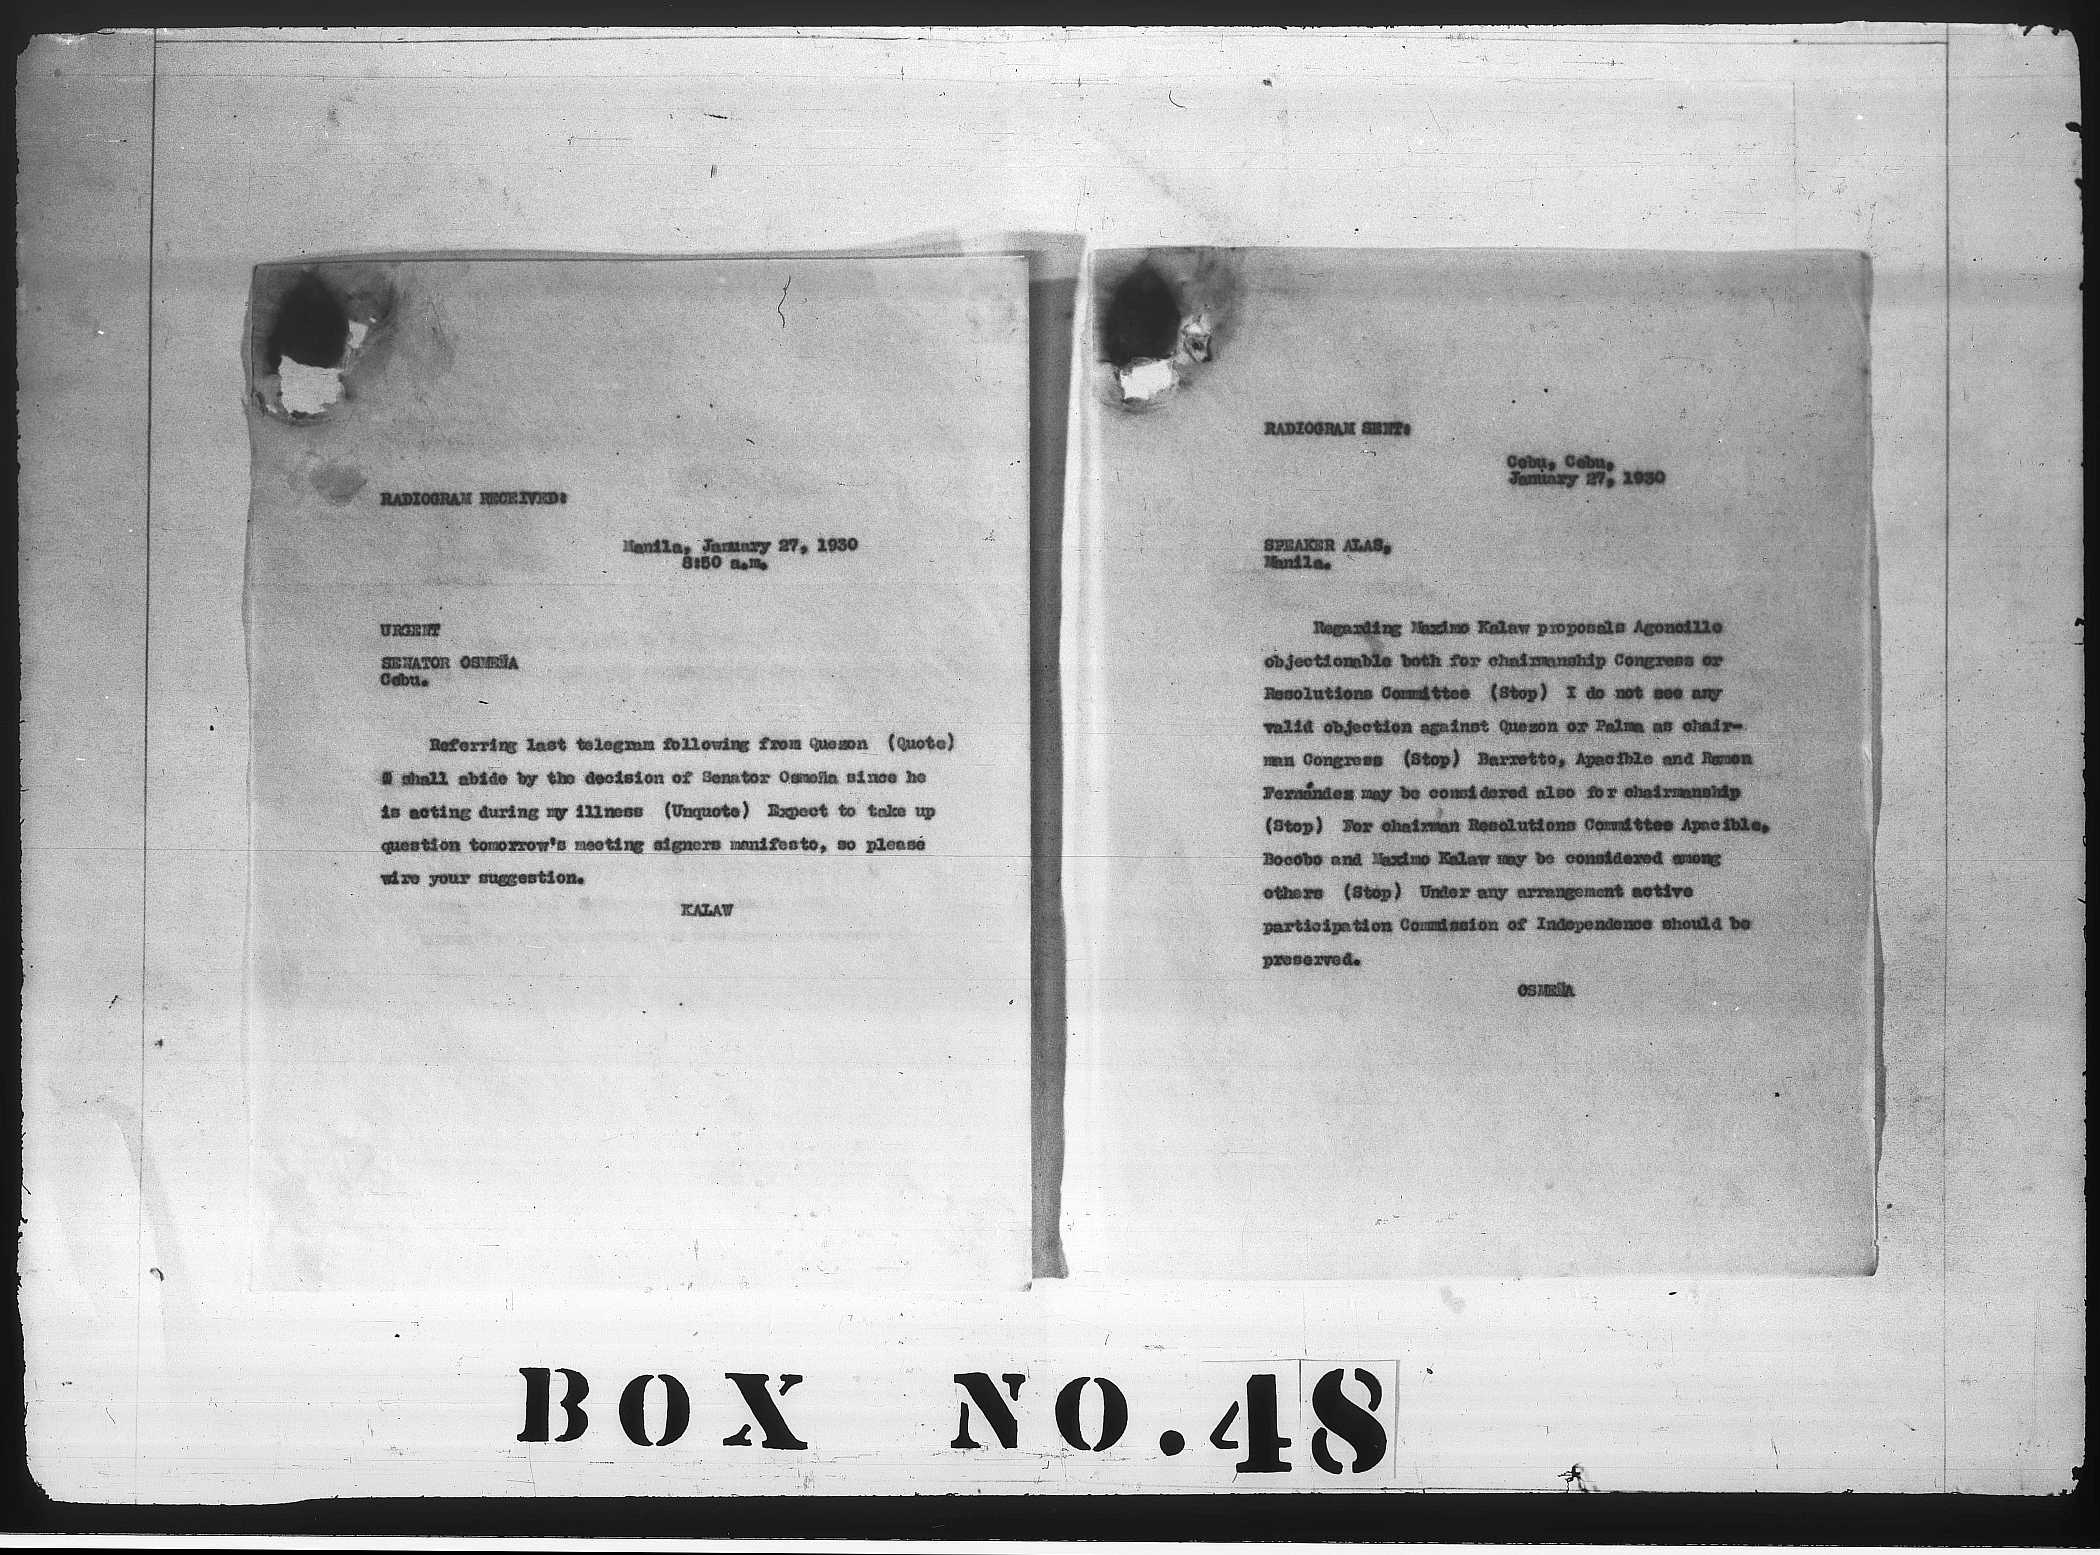 RADIOGRAM RECEIVED:
Manila, January 27, 1930
8:50 a.m.
URGENT
SENATOR OSMEÑA
Cebu.
Referring last telegram following from Quezon (Quote)
I shall abide by the decision of Senator Osmeña since he
is acting during my illness (Unquote) Expect to take up
question tomorrow's meeting signers manifesto, so please
wire your suggestion.
KALAW
RADIOGRAM SENT:
Cebu, Cebu,
January 27, 1930
SPEAKER ALAS,
Manila.
Regarding Maximo Kalaw proposals Agoncillo
objectionable both for chairmanship Congress or
Resolutions Committee (Stop) I do not see any
valid objection against Quezon or Palma as chair-
man Congress (Stop) Barretto, Apacible and Ramon
Fernández may be considered also for chairmanship
(Stop) For chairman Resolutions Committee Apacible,
Bocobo and Maximo Kalaw may be considered among
others (Stop) Under any arrangement active
participation Commission of Independence should be
preserved.
OSMEÑA
BOX NO. 48